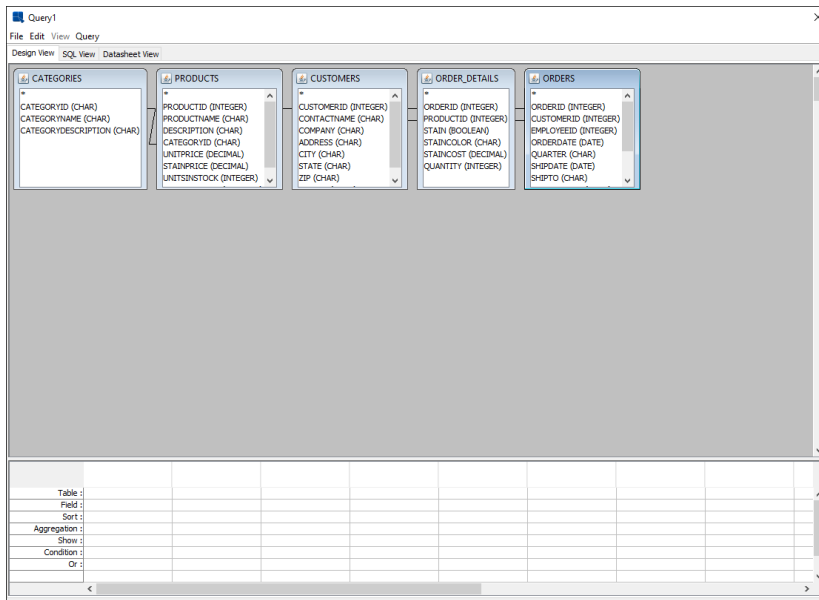 Query1
File Edit View Query
Design View SQL View Datasheet View
CATEGORIES
*
CATEGORYID (CHAR)
CATEGORYNAME (CHAR)
CATEGORYDESCRIPTION (CHAR)
PRODUCTS
*
PRODUCTID (INTEGER)
PRODUCTNAME (CHAR)
DESCRIPTION (CHAR)
CATEGORYID (CHAR)
UNITPRICE (DECIMAL)
STAINPRICE (DECIMAL)
UNITSINSTOCK (INTEGER)
CUSTOMERS
*
CUSTOMERID (INTEGER)
CONTACTNAME (CHAR)
COMPANY (CHAR)
ADDRESS (CHAR)
CITY (CHAR)
STATE (CHAR)
ZIP (CHAR)
ORDER_DETAILS
*
ORDERID (INTEGER)
PRODUCTID (INTEGER)
STAIN (BOOLEAN)
STAINCOLOR (CHAR)
STAINCOST (DECIMAL)
QUANTITY (INTEGER)
ORDERS
*
ORDERID (INTEGER)
CUSTOMERID (INTEGER)
EMPLOYEEID (INTEGER)
ORDERDATE (DATE)
QUARTER (CHAR)
SHIPDATE (DATE)
SHIPTO (CHAR)
Table :
Field :
Sort :
Aggregation :
Show :
Condition :
Or :